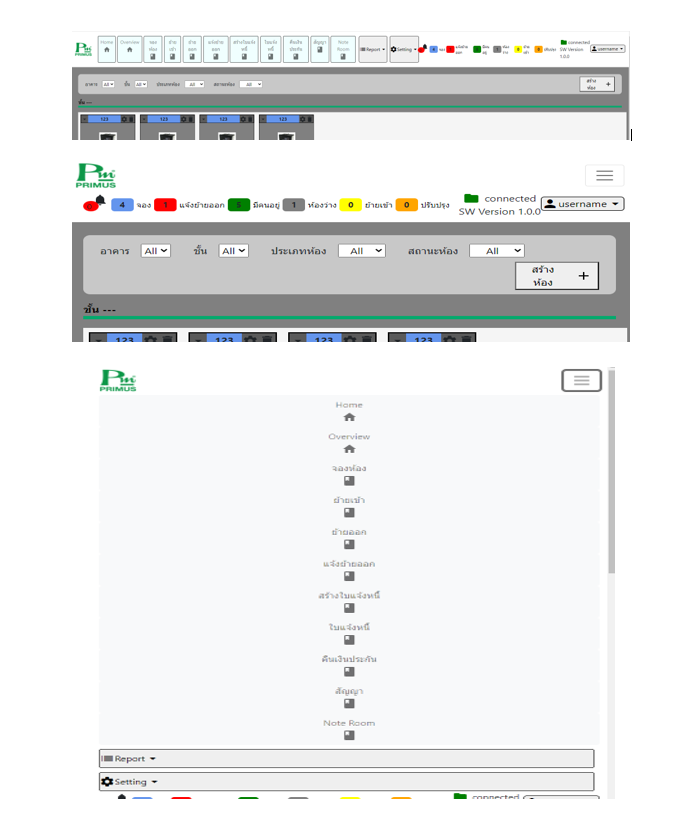 PRIMUS
Home Overview จองห้อง ย้ายเข้า ย้ายออก แจ้งย้ายออก สร้างใบแจ้งหนี้ ใบแจ้งหนี้ คืนเงินประกัน สัญญา Note Room Report Setting จอง แจ้งย้ายออก connected SW Version 1.0.0 username
อาคาร All ชั้น All ประเภทห้อง All สถานะห้อง All สร้างห้อง +
ชั้น ---
123 123 123 123
PRIMUS
0 4 จอง 1 แจ้งย้ายออก 5 มีคนอยู่ 1 ห้องว่าง 0 ย้ายเข้า 0 ปรับปรุง connected
SW Version 1.0.0 username
อาคาร All ชั้น All ประเภทห้อง All สถานะห้อง All
สร้าง
ห้อง +
ชั้น ---
123 123 123 123
PRIMUS
Home
Overview
จองห้อง
ย้ายเข้า
ย้ายออก
แจ้งย้ายออก
สร้างใบแจ้งหนี้
ใบแจ้งหนี้
คืนเงินประกัน
สัญญา
Note Room
Report
Setting
connected